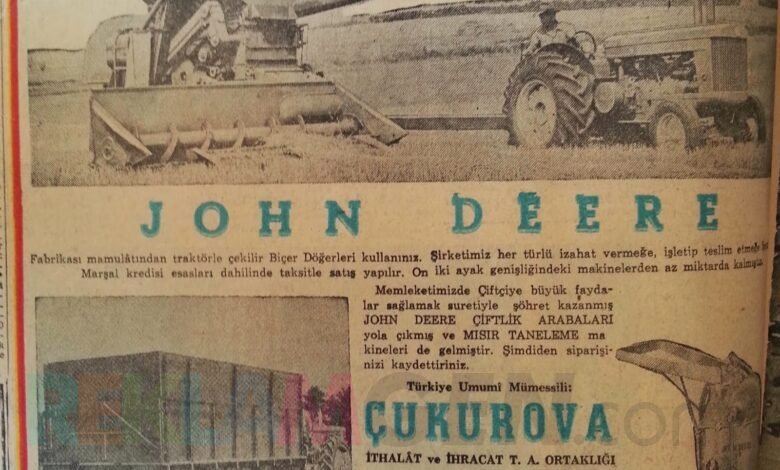 JOHN DEERE
Fabrikası mamulâtından traktörle çekilir Biçer Döğerleri kullanınız. Şirketimiz her türlü izahat vermeğe, işletip teslim etmeğe
Marşal kredisi esasları dahilinde taksitle satış yapılır. On iki ayak genişliğindeki makinelerden az miktarda kalmıştır.
Memleketimizde Çiftçiye büyük fayda-
lar sağlamak suretiyle şöhret kazanmış
JOHN DEERE ÇİFTLİK ARABALARI
yola çıkmış ve MISIR TANELEME ma
kineleri de gelmiştir. Şimdiden siparişi-
nizi kaydettiriniz.
Türkiye Umumî Mümessili:
ÇUKUROVA
İTHALÂT ve İHRACAT T. A. ORTAKLIĞI